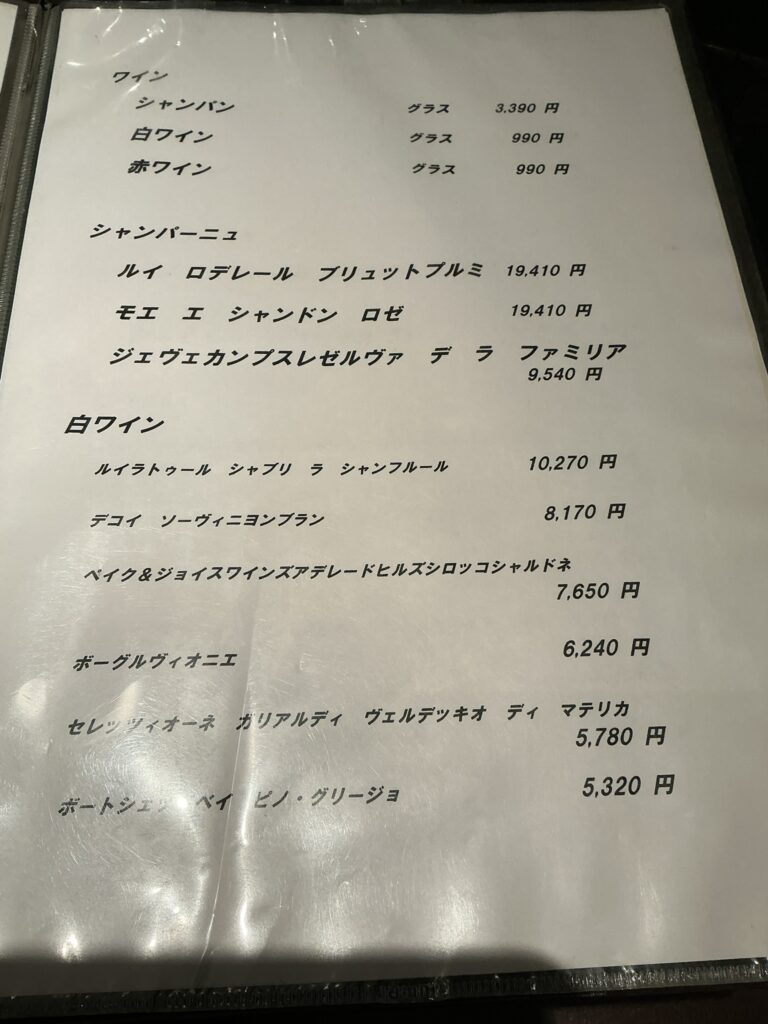 ワイン
シャンパン グラス 3,390 円
白ワイン グラス 990 円
赤ワイン グラス 990 円
シャンパーニュ
ルイ ロデレール ブリュットプルミ 19,410 円
モエ エ シャンドン ロゼ 19,410 円
ジェヴェカンプスレゼルヴァ デ ラ ファミリア
9,540 円
白ワイン
ルイラトゥール シャブリ ラ シャンフルール 10,270 円
デコイ ソーヴィニヨンブラン 8,170 円
ペイク&ジョイスワインズアデレードヒルズシロッコシャルドネ
7,650 円
ボーグルヴィオニエ 6,240 円
セレッツィオーネ ガリアルディ ヴェルデッキオ ディ マテリカ
5,780 円
ベイ ピノ・グリージョ 5,320 円